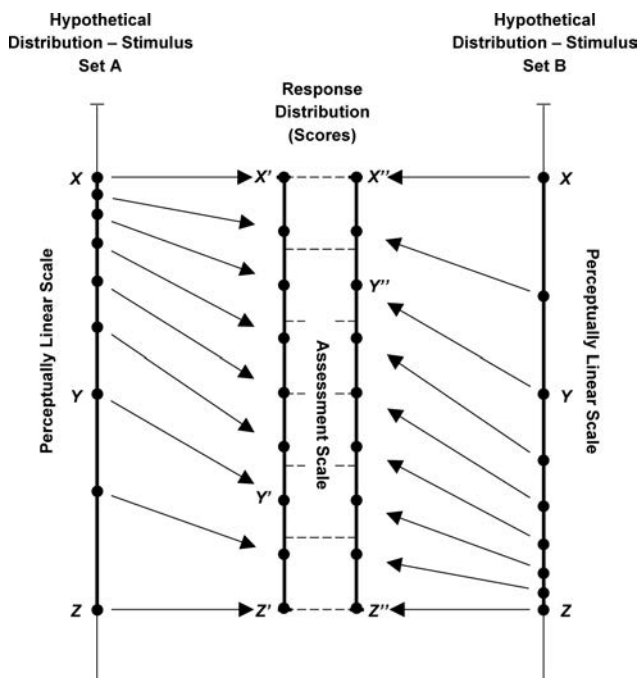 Hypothetical
Distribution – Stimulus
Set A
Hypothetical
Distribution – Stimulus
Set B
Response
Distribution
(Scores)
X
X'
X''
X
Y''
Perceptually Linear Scale
Assessment Scale
Perceptually Linear Scale
Y
Y
Y'
Z
Z'
Z''
Z